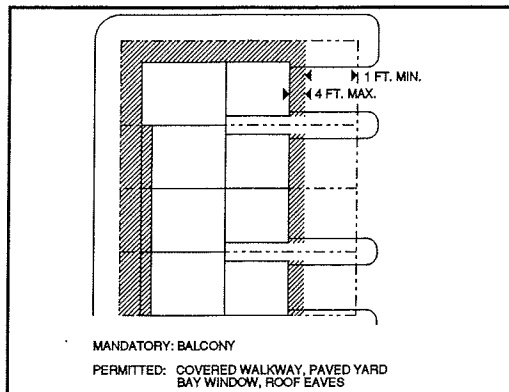 1 FT. MIN.
4 FT. MAX.
MANDATORY: BALCONY
PERMITTED: COVERED WALKWAY, PAVED YARD
BAY WINDOW, ROOF EAVES